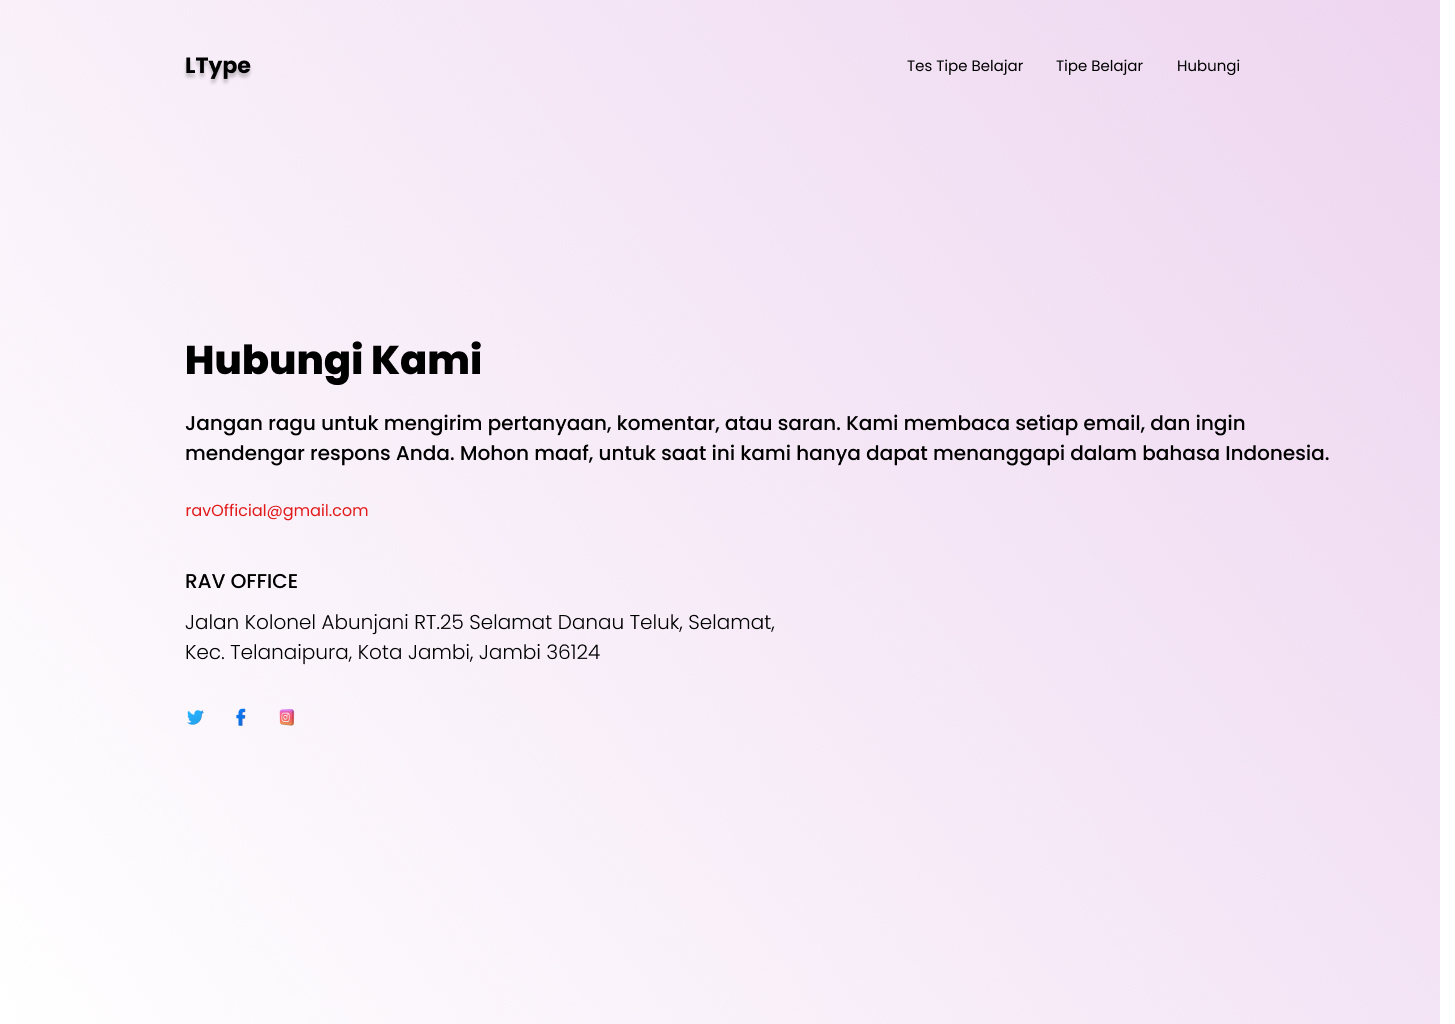 LType
Tes Tipe Belajar
Tipe Belajar
Hubungi
Hubungi Kami
Jangan ragu untuk mengirim pertanyaan, komentar, atau saran. Kami membaca setiap email, dan ingin
mendengar respons Anda. Mohon maaf, untuk saat ini kami hanya dapat menanggapi dalam bahasa Indonesia.
ravOfficial@gmail.com
RAV OFFICE
Jalan Kolonel Abunjani RT.25 Selamat Danau Teluk, Selamat,
Kec. Telanaipura, Kota Jambi, Jambi 36124